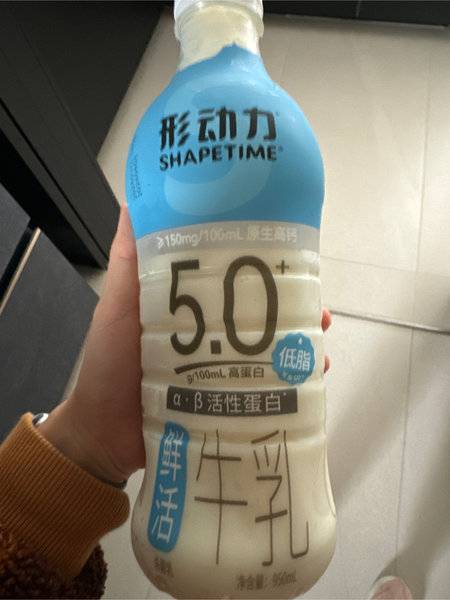 形动力
SHAPETIME
≥150mg/100mL 原生高钙
5.0+
g/100mL 高蛋白
低脂
α·β活性蛋白
鲜活
牛乳
净含量：950mL